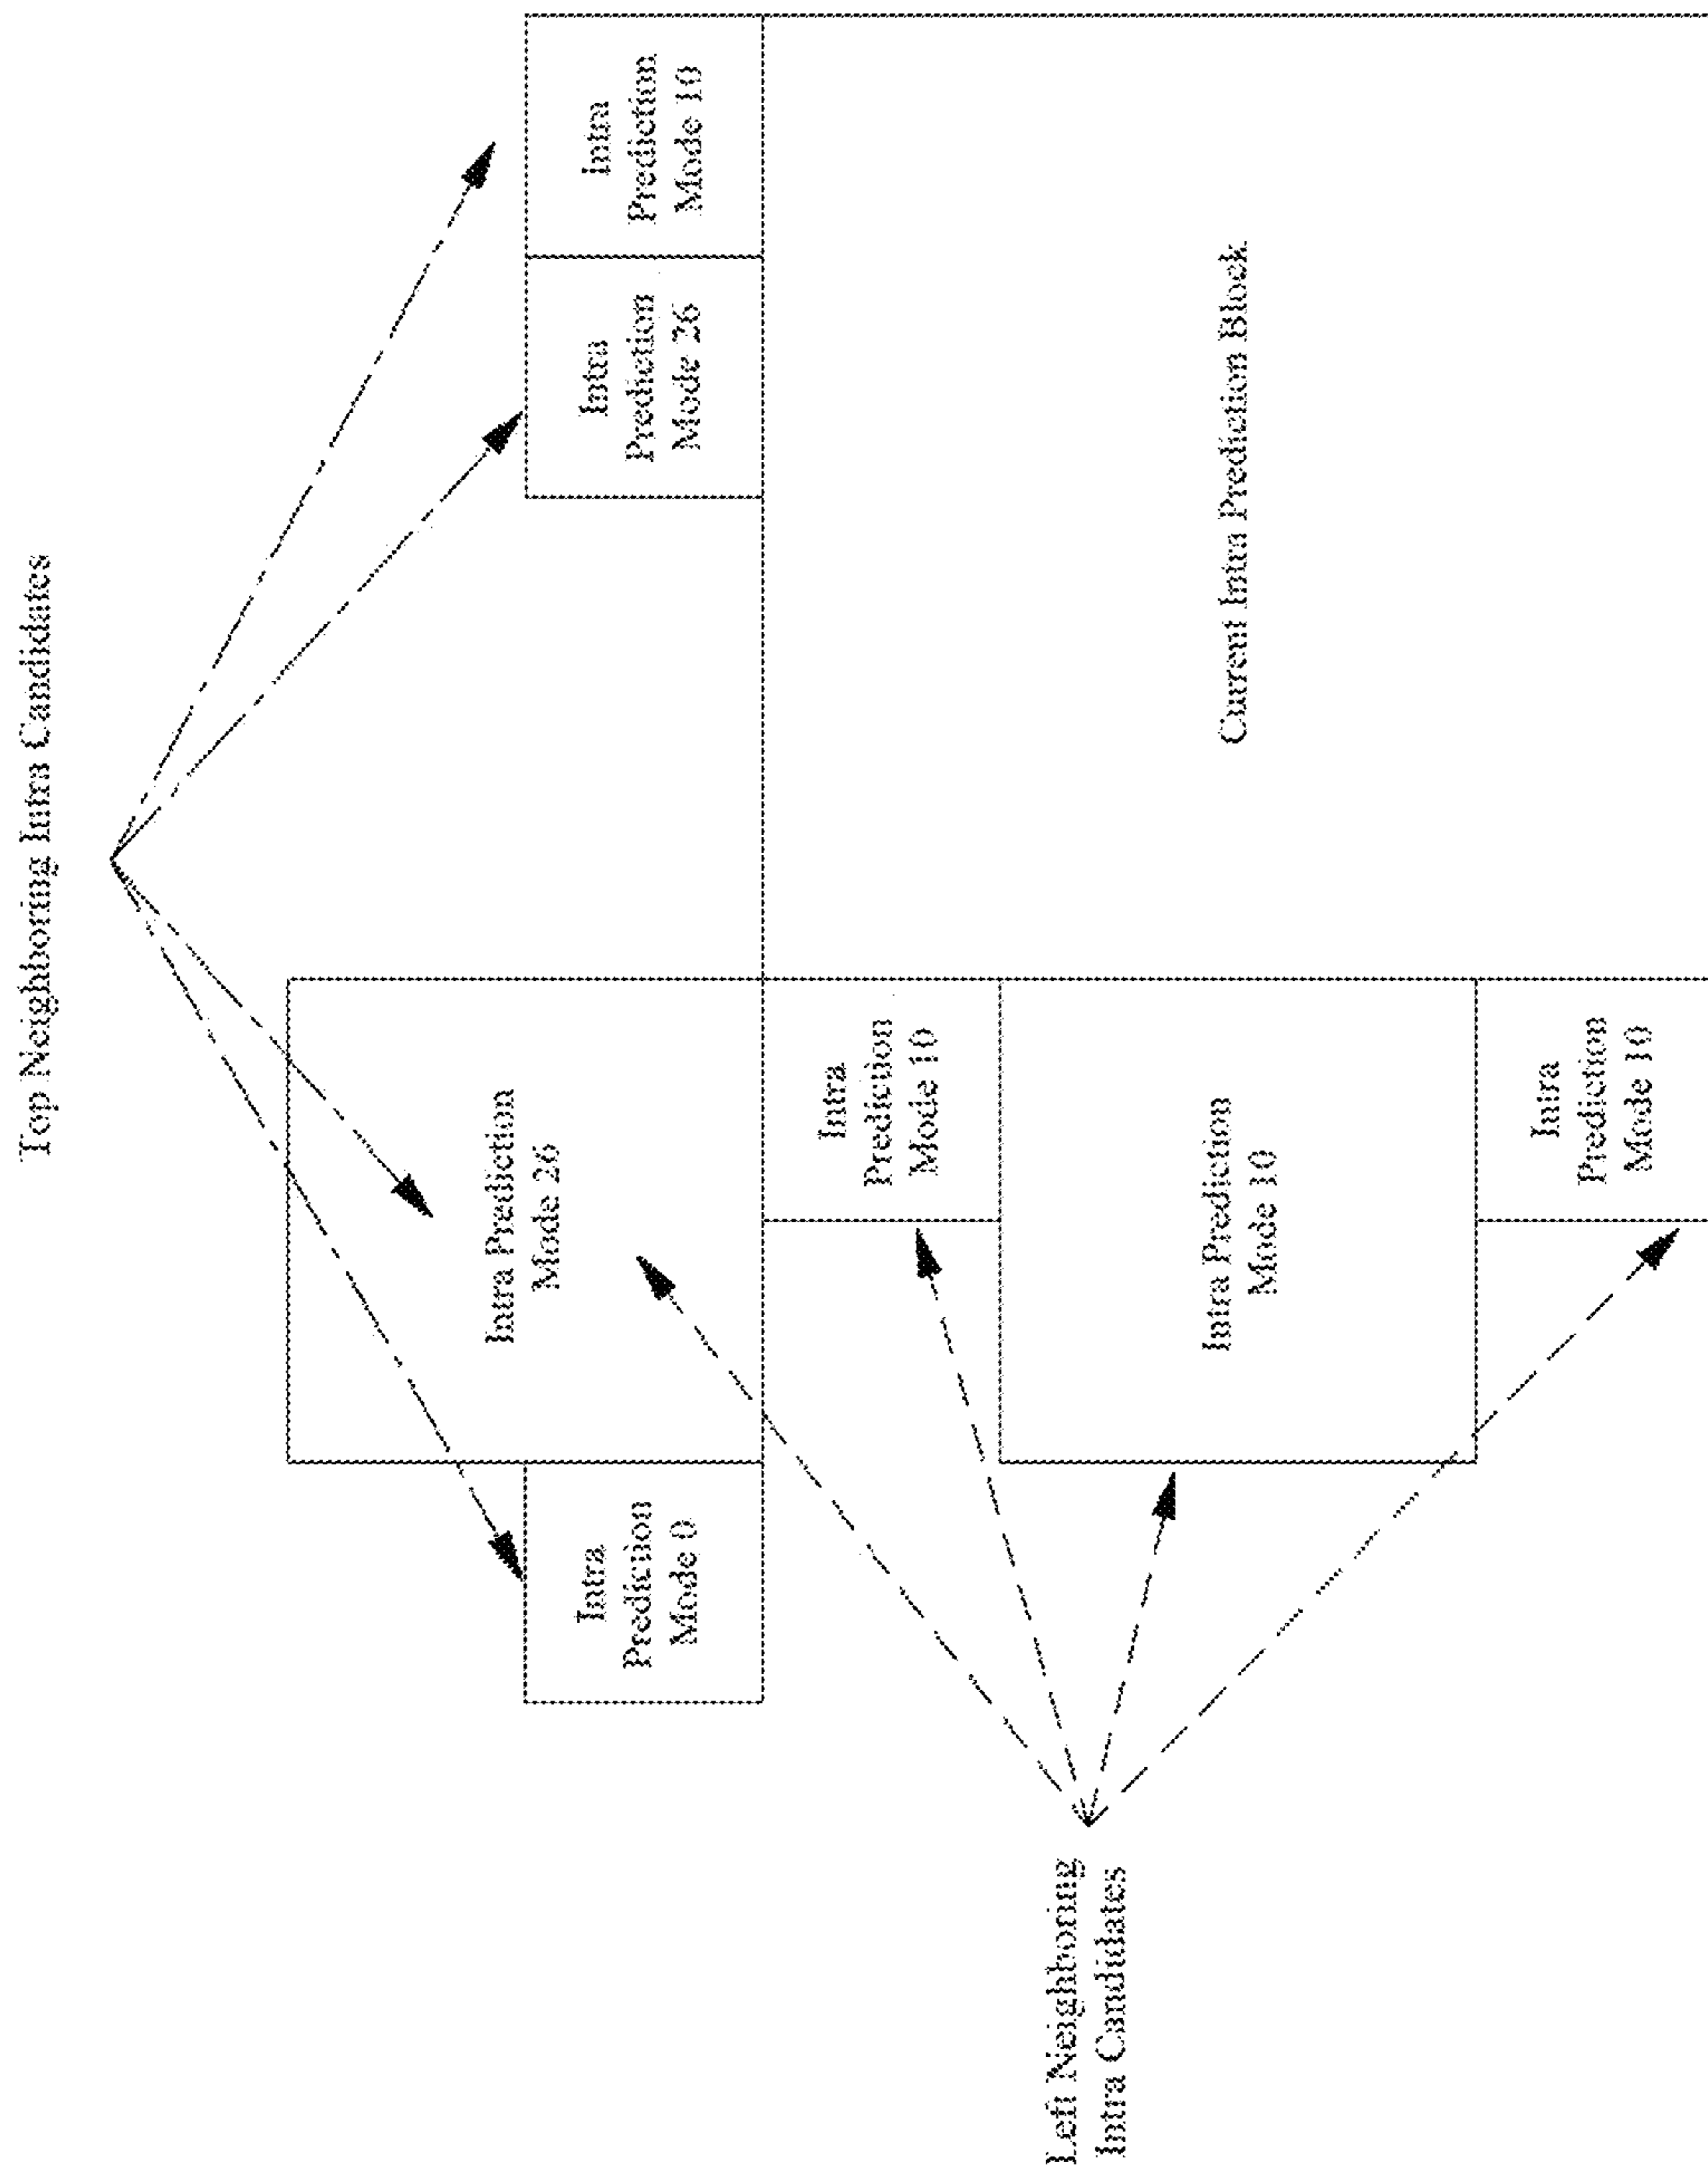 Top Neighboring Intra Candidates
Intra
Prediction
Mode 0
Intra Prediction
Mode 26
Intra
Prediction
Mode 26
Intra
Prediction
Mode 10
Intra
Prediction
Mode 10
Left Neighboring
Intra Candidates
Intra Prediction
Mode 10
Current Intra Prediction Block
Intra
Prediction
Mode 10